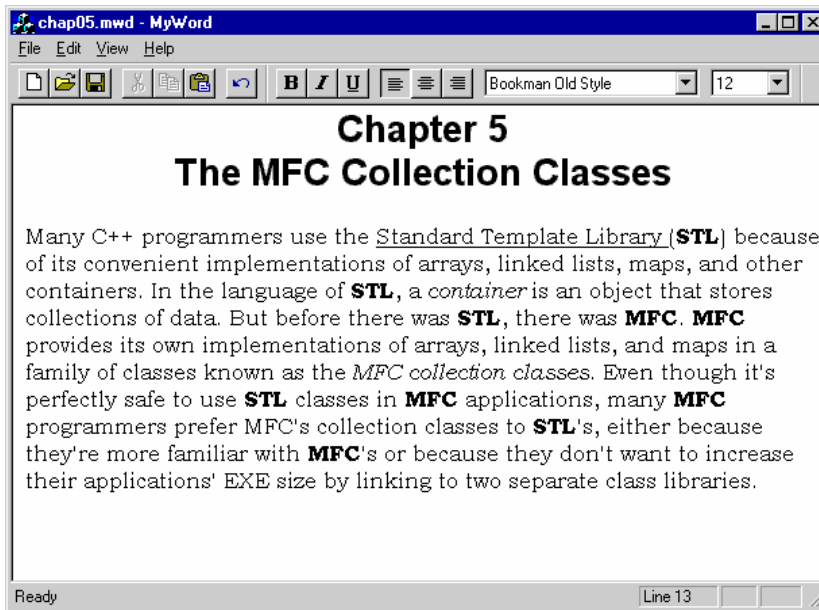 chap05.mwd - MyWord
File Edit View Help
B I U Bookman Old Style 12
Chapter 5
The MFC Collection Classes
Many C++ programmers use the Standard Template Library (STL) because
of its convenient implementations of arrays, linked lists, maps, and other
containers. In the language of STL, a container is an object that stores
collections of data. But before there was STL, there was MFC. MFC
provides its own implementations of arrays, linked lists, and maps in a
family of classes known as the MFC collection classes. Even though it's
perfectly safe to use STL classes in MFC applications, many MFC
programmers prefer MFC's collection classes to STL's, either because
they're more familiar with MFC's or because they don't want to increase
their applications' EXE size by linking to two separate class libraries.
Ready Line 13